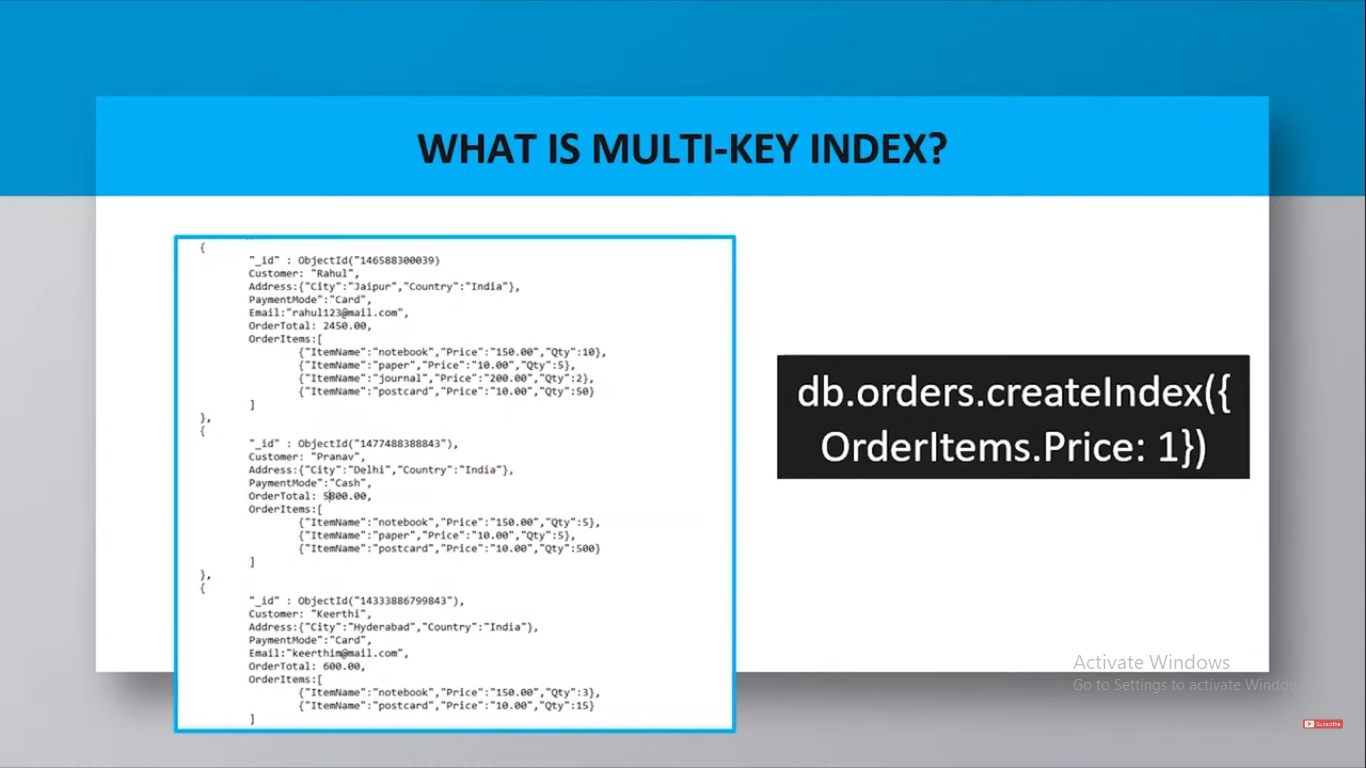 WHAT IS MULTI-KEY INDEX?
{
"_id" : ObjectId("146588300039)
Customer: "Rahul",
Address:{"City":"Jaipur","Country":"India"},
PaymentMode":"Card",
Email:"rahul123@mail.com",
OrderTotal: 2450.00,
OrderItems:[
{"ItemName":"notebook","Price":"150.00","Qty":10},
{"ItemName":"paper","Price":"10.00","Qty":5},
{"ItemName":"journal","Price":"200.00","Qty":2},
{"ItemName":"postcard","Price":"10.00","Qty":50}
]
},
{
"_id" : ObjectId("1477488388843"),
Customer: "Pranav",
Address:{"City":"Delhi","Country":"India"},
PaymentMode":"Cash",
OrderTotal: 5800.00,
OrderItems:[
{"ItemName":"notebook","Price":"150.00","Qty":5},
{"ItemName":"paper","Price":"10.00","Qty":5},
{"ItemName":"postcard","Price":"10.00","Qty":500}
]
},
{
"_id" : ObjectId("14333886799843"),
Customer: "Keerthi",
Address:{"City":"Hyderabad","Country":"India"},
PaymentMode":"Card",
Email:"keerthim@mail.com",
OrderTotal: 600.00,
OrderItems:[
{"ItemName":"notebook","Price":"150.00","Qty":3},
{"ItemName":"postcard","Price":"10.00","Qty":15}
]
db.orders.createIndex({
OrderItems.Price: 1})
Activate Windows
Go to Settings to activate Windows
Subscribe